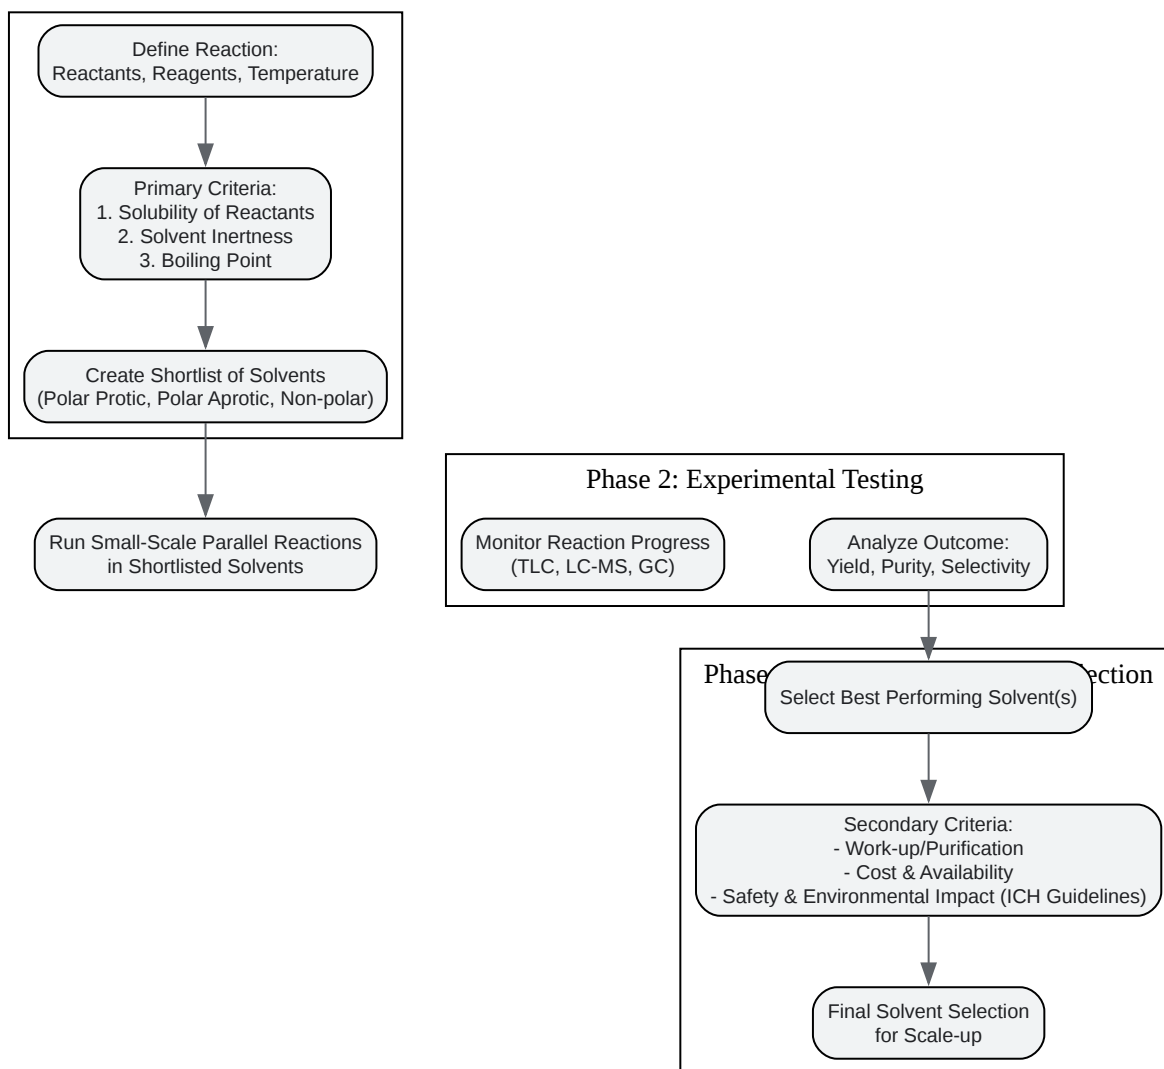 Define Reaction:
Reactants, Reagents, Temperature
Primary Criteria:
1. Solubility of Reactants
2. Solvent Inertness
3. Boiling Point
Create Shortlist of Solvents
(Polar Protic, Polar Aprotic, Non-polar)
Run Small-Scale Parallel Reactions
in Shortlisted Solvents
Phase 2: Experimental Testing
Monitor Reaction Progress
(TLC, LC-MS, GC)
Analyze Outcome:
Yield, Purity, Selectivity
Phase
Select Best Performing Solvent(s)
Secondary Criteria:
- Work-up/Purification
- Cost & Availability
- Safety & Environmental Impact (ICH Guidelines)
Final Solvent Selection
for Scale-up